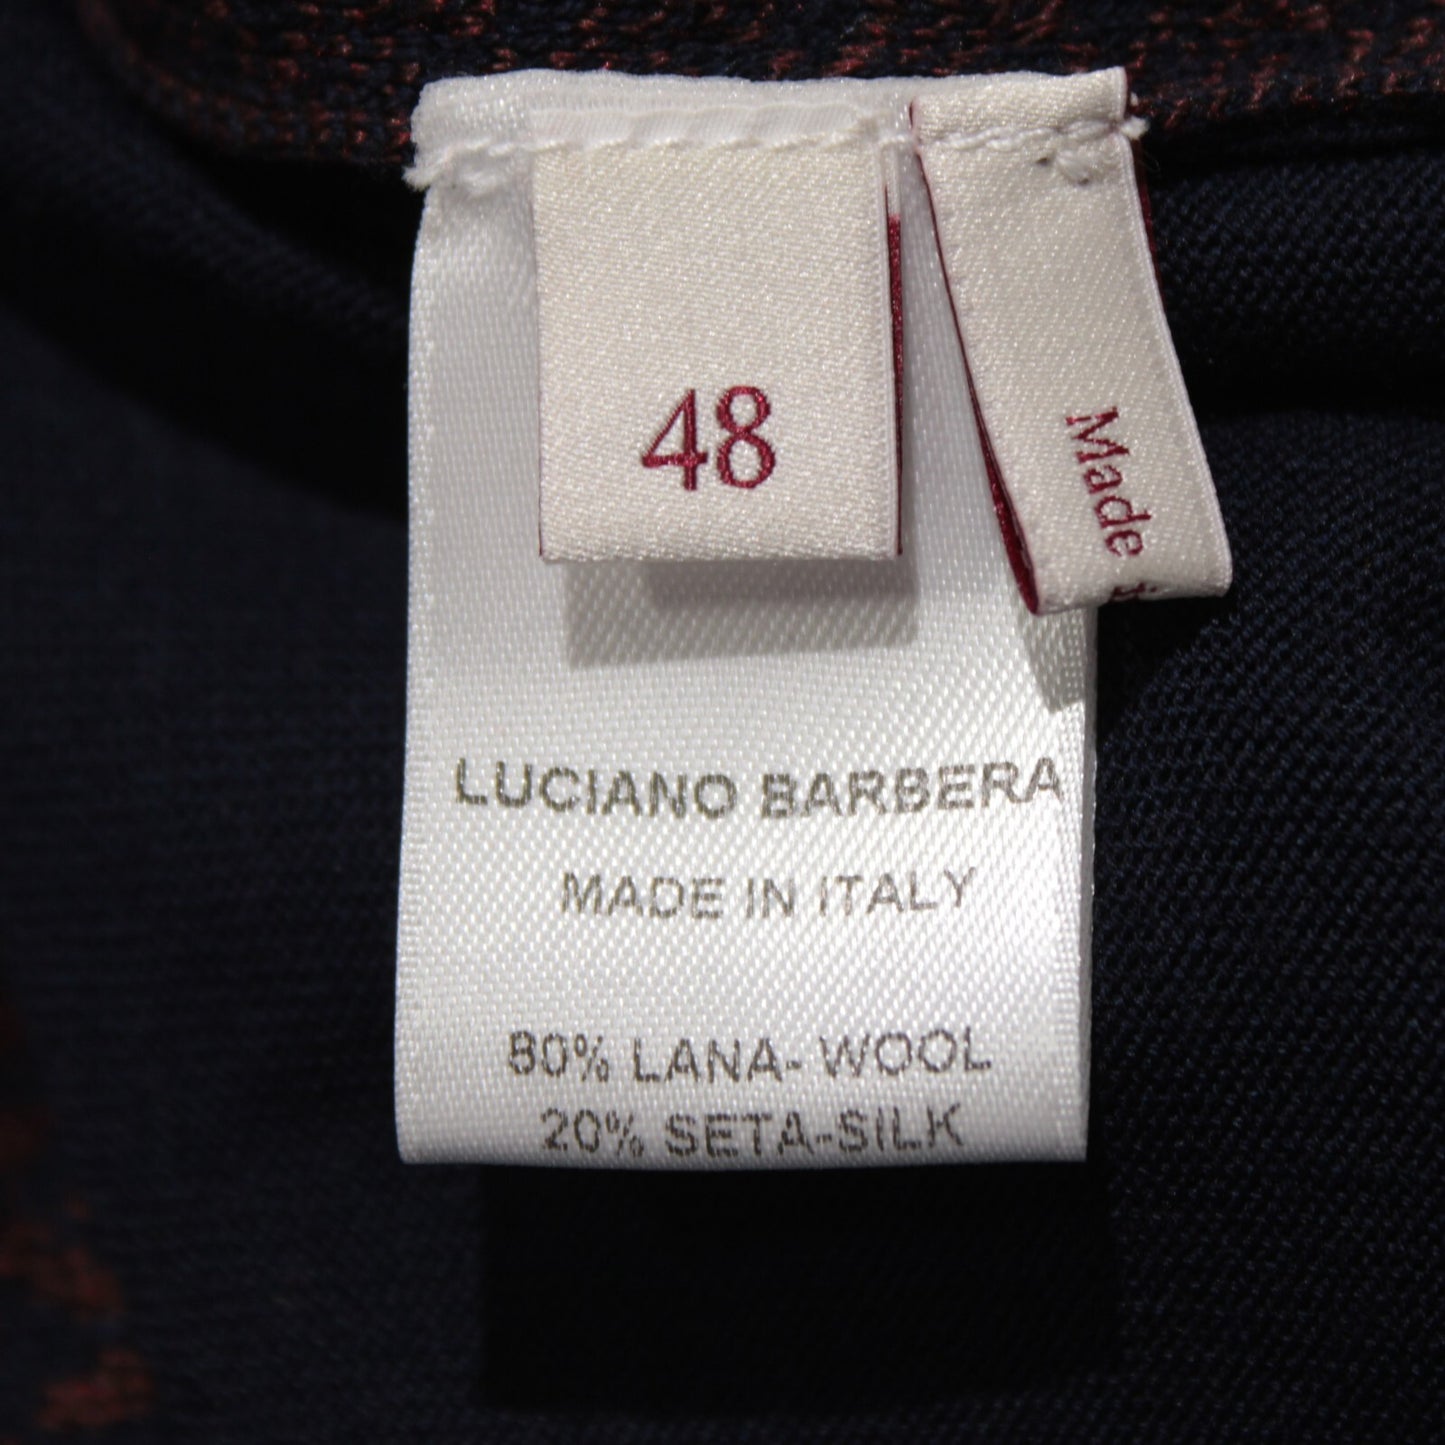 48
Made
LUCIANO BARBERA
MADE IN ITALY
80% LANA-WOOL
20% SETA-SILK